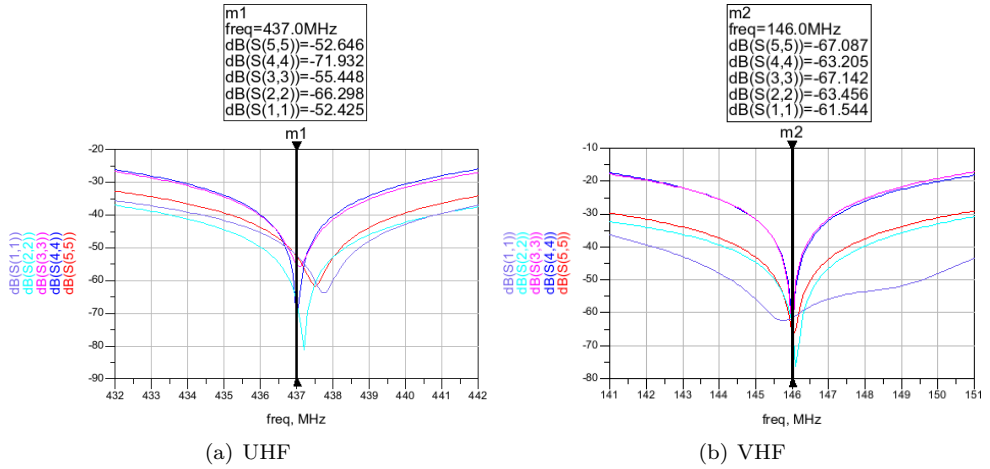 m1
freq=437.0MHz
dB(S(5,5))=-52.646
dB(S(4,4))=-71.932
dB(S(3,3))=-55.448
dB(S(2,2))=-66.298
dB(S(1,1))=-52.425
m1
-20
-30
-40
-50
-60
-70
-80
-90
dB(S(1,1))
dB(S(2,2))
dB(S(3,3))
dB(S(4,4))
dB(S(5,5))
432 433 434 435 436 437 438 439 440 441 442
freq, MHz
(a) UHF
m2
freq=146.0MHz
dB(S(5,5))=-67.087
dB(S(4,4))=-63.205
dB(S(3,3))=-67.142
dB(S(2,2))=-63.456
dB(S(1,1))=-61.544
m2
-10
-20
-30
-40
-50
-60
-70
-80
dB(S(1,1))
dB(S(2,2))
dB(S(3,3))
dB(S(4,4))
dB(S(5,5))
141 142 143 144 145 146 147 148 149 150 151
freq, MHz
(b) VHF